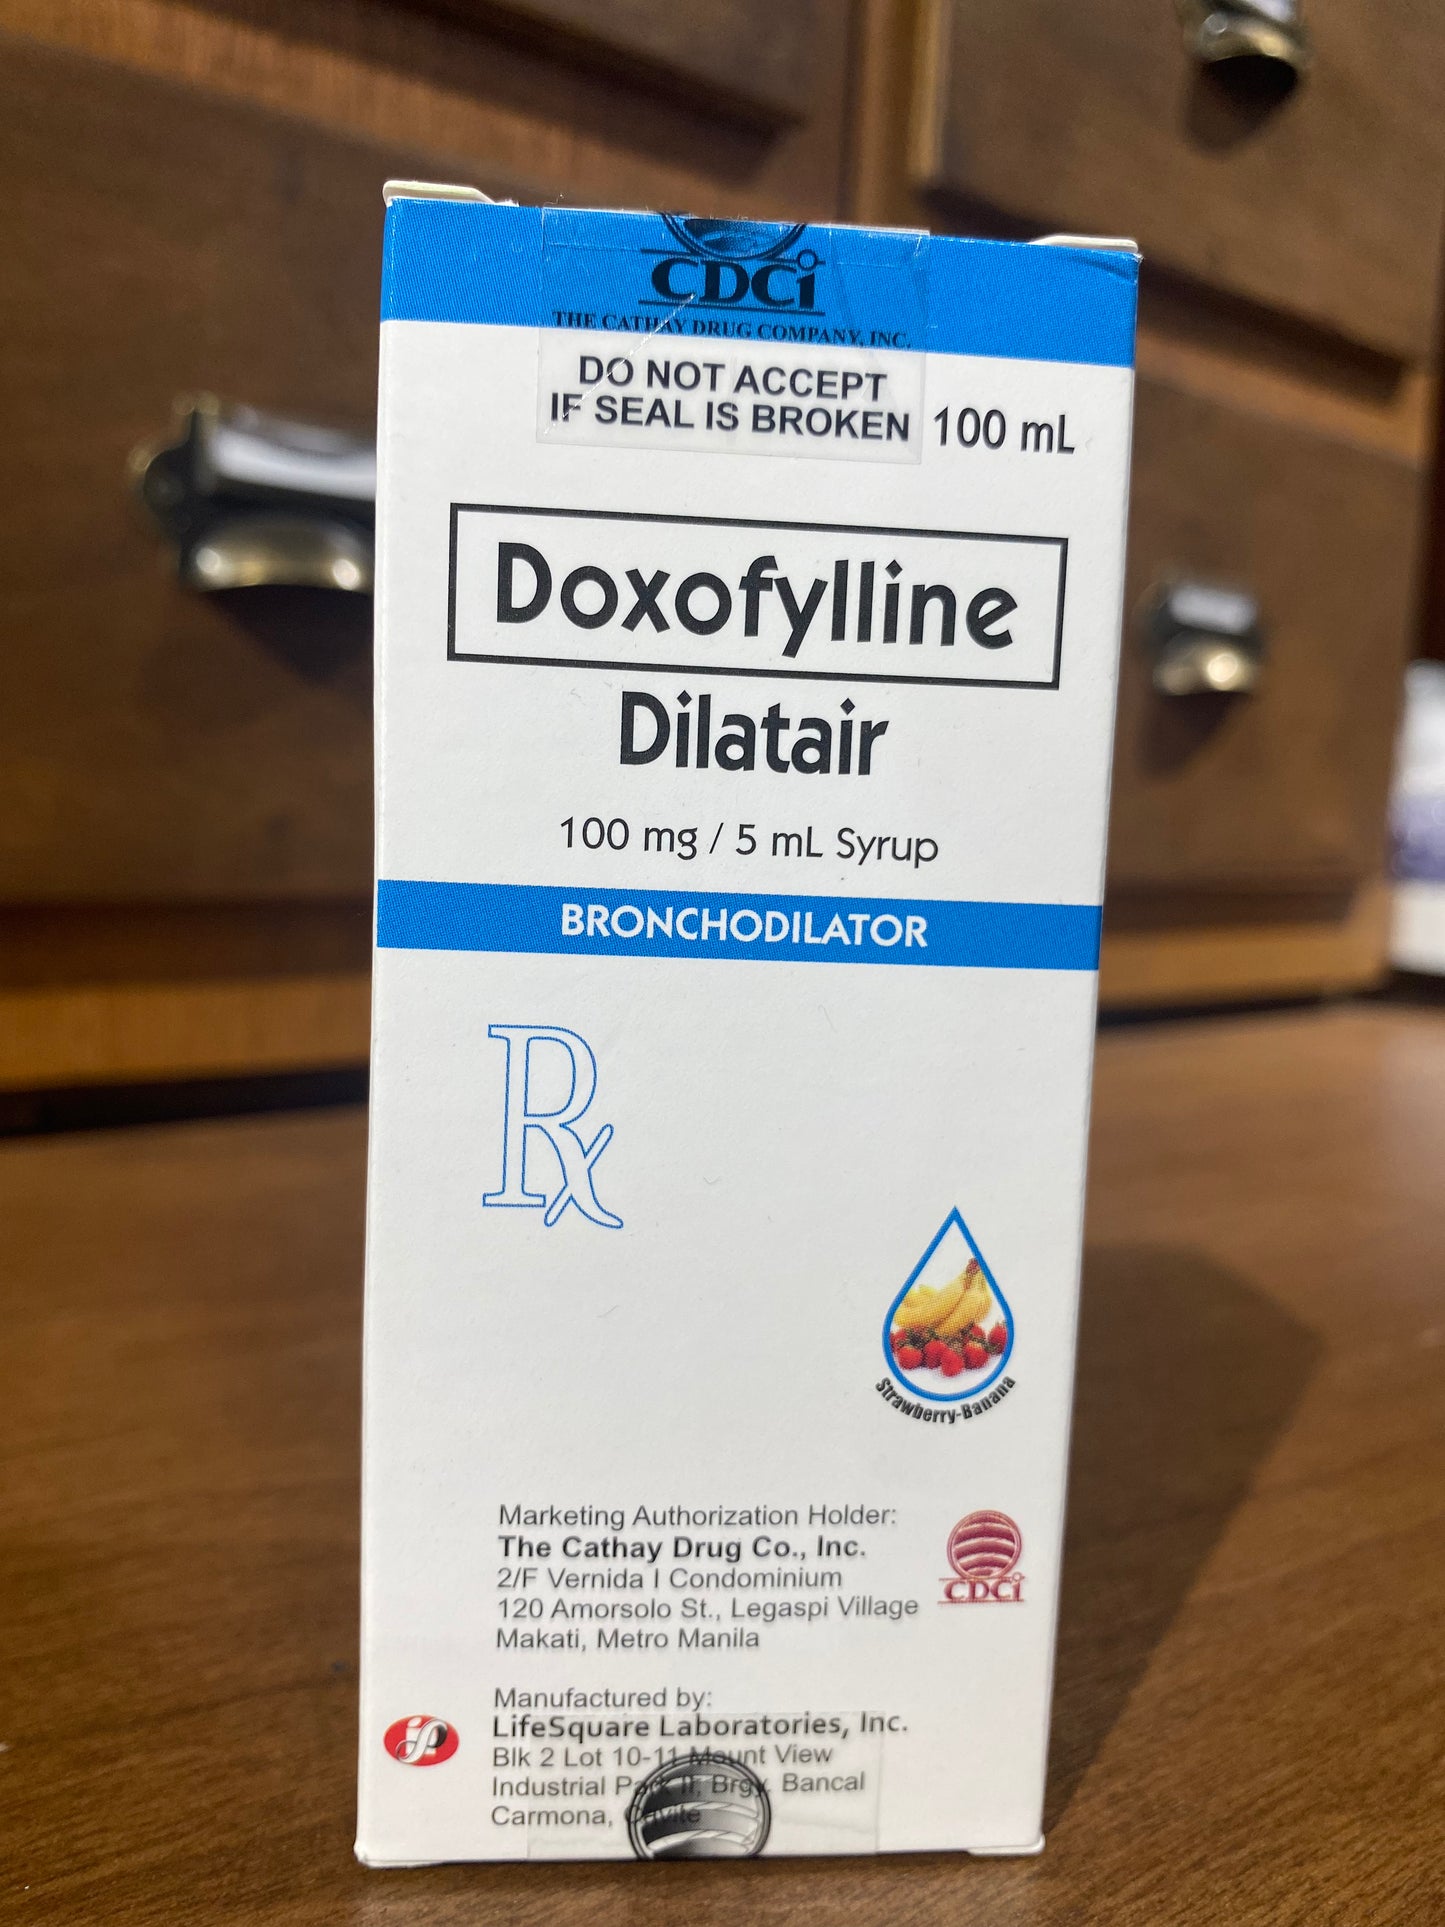 CDCi
THE CATHAY DRUG COMPANY, INC.
DO NOT ACCEPT
IF SEAL IS BROKEN
100 mL
Doxofylline
Dilatair
100 mg / 5 mL Syrup
BRONCHODILATOR
Rx
Strawberry-Banana
Marketing Authorization Holder:
The Cathay Drug Co., Inc.
2/F Vernida I Condominium
120 Amorsolo St., Legaspi Village
Makati, Metro Manila
CDCi
Manufactured by:
LifeSquare Laboratories, Inc.
Blk 2 Lot 10-11 Mount View
Industrial Park II, Brgy. Bancal
Carmona, Cavite